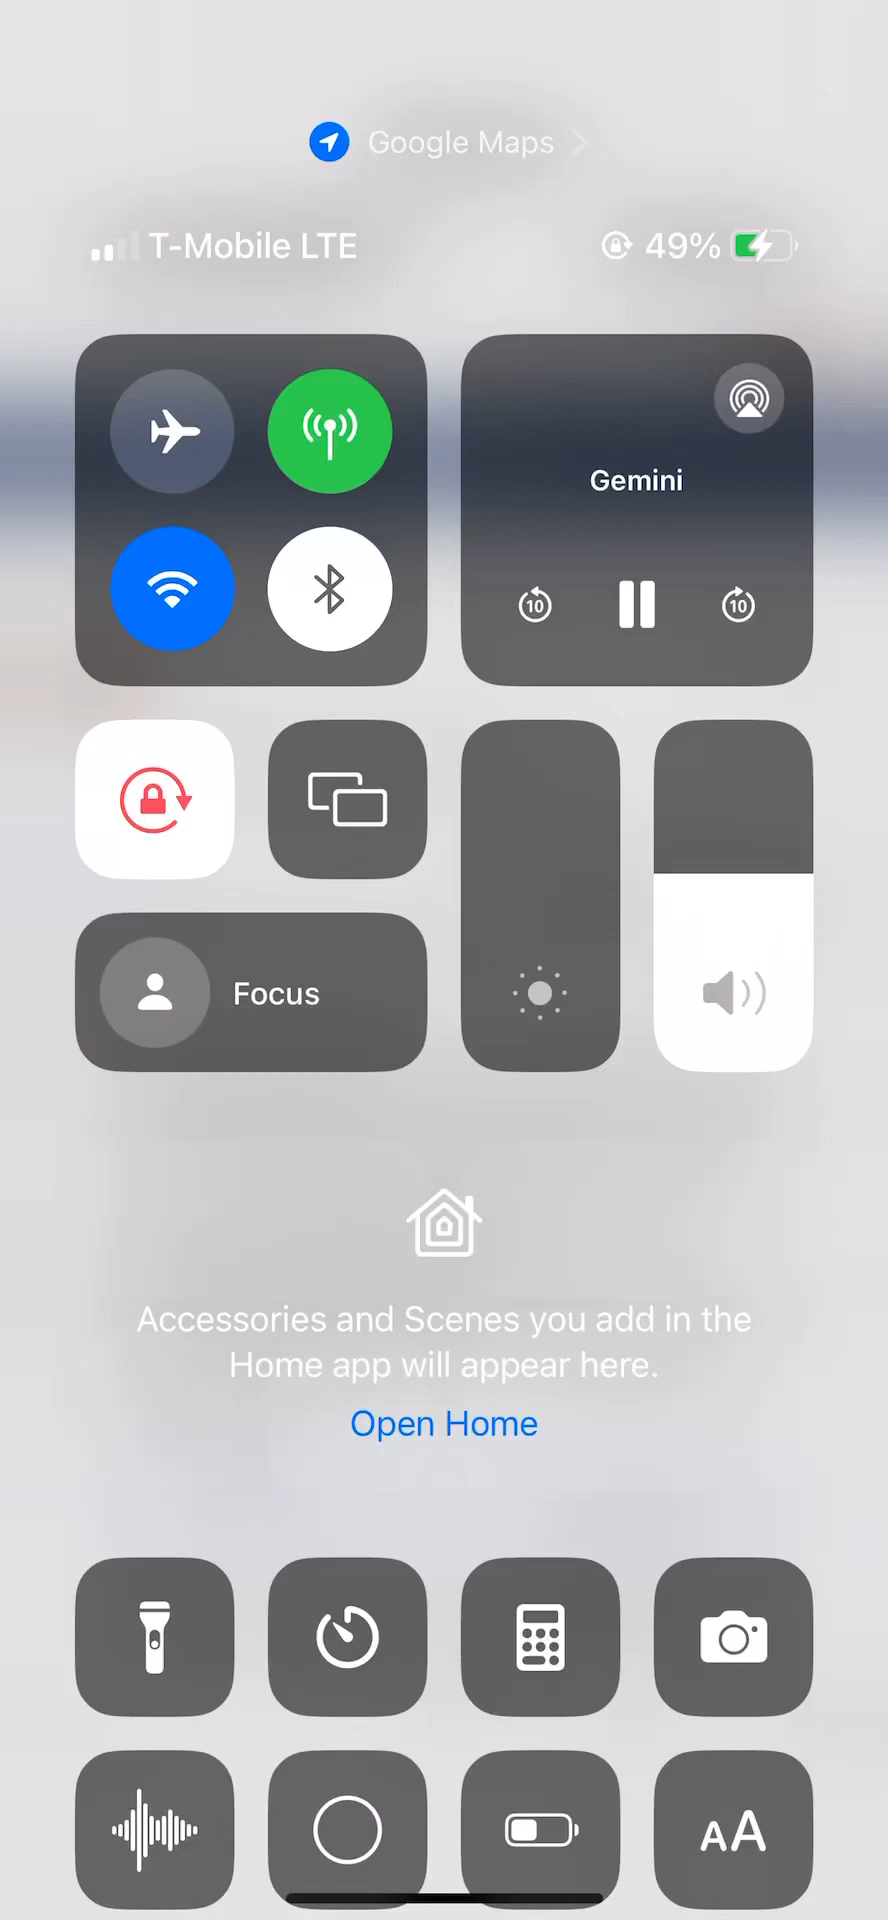 Google Maps
T-Mobile LTE
49%
Gemini
10
10
Focus
Accessories and Scenes you add in the
Home app will appear here.
Open Home
AA